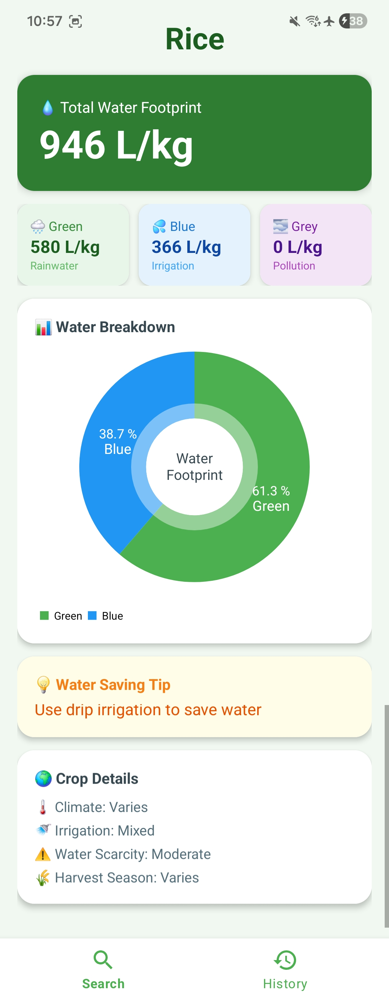 10:57
6
38
Rice
Total Water Footprint
946 L/kg
Green
580 L/kg
Rainwater
Blue
366 L/kg
Irrigation
Grey
0 L/kg
Pollution
Water Breakdown
38.7 %
Blue
Water
Footprint
61.3 %
Green
Green
Blue
Water Saving Tip
Use drip irrigation to save water
Crop Details
Climate: Varies
Irrigation: Mixed
Water Scarcity: Moderate
Harvest Season: Varies
Search
History